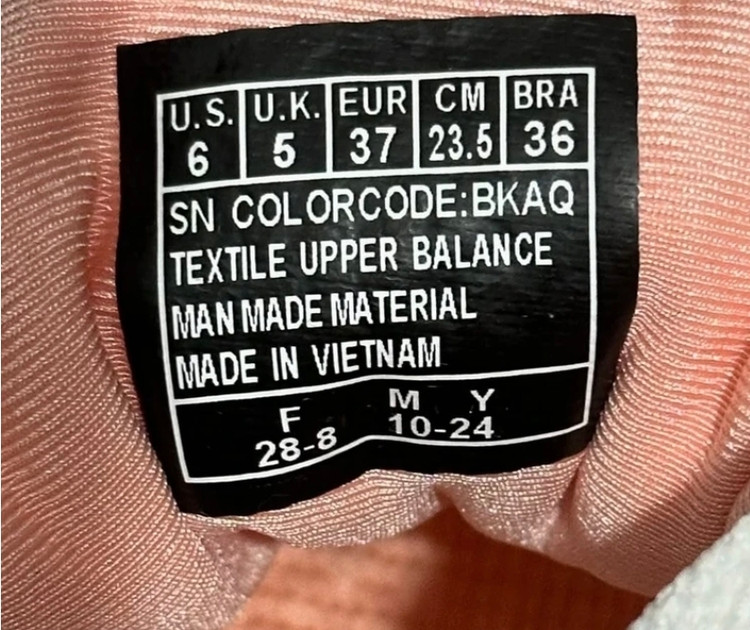 U.S. U.K. EUR CM BRA
6 5 37 23.5 36
SN COLORCODE:BKAQ
TEXTILE UPPER BALANCE
MAN MADE MATERIAL
MADE IN VIETNAM
F M Y
28-8 10-24